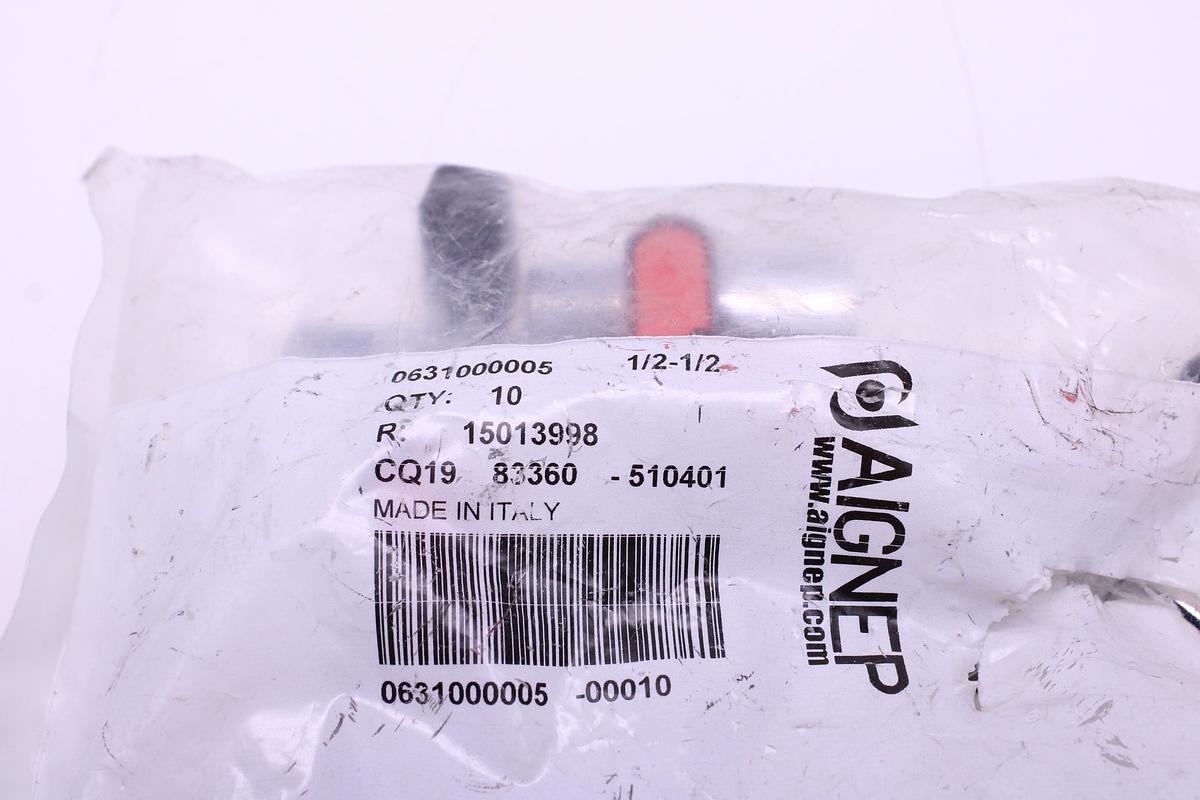 0631000005 1/2-1/2
QTY: 10
R: 15013998
CQ19 83360 -510401
MADE IN ITALY
0631000005 -00010
AIGNEP
www.aignep.com